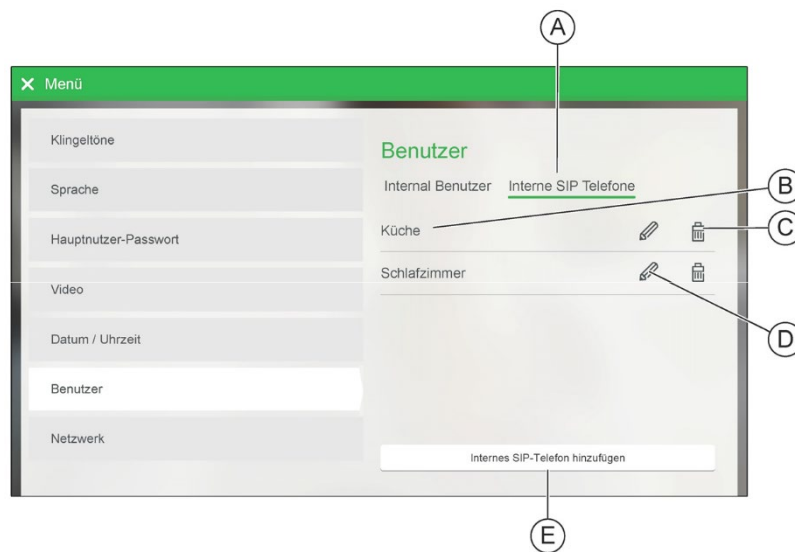 A
× Menü
Klingeltöne
Sprache
Hauptnutzer-Passwort
Video
Datum / Uhrzeit
Benutzer
Netzwerk
Benutzer
Internal Benutzer Interne SIP Telefone
B
Küche
C
Schlafzimmer
D
Internes SIP-Telefon hinzufügen
E